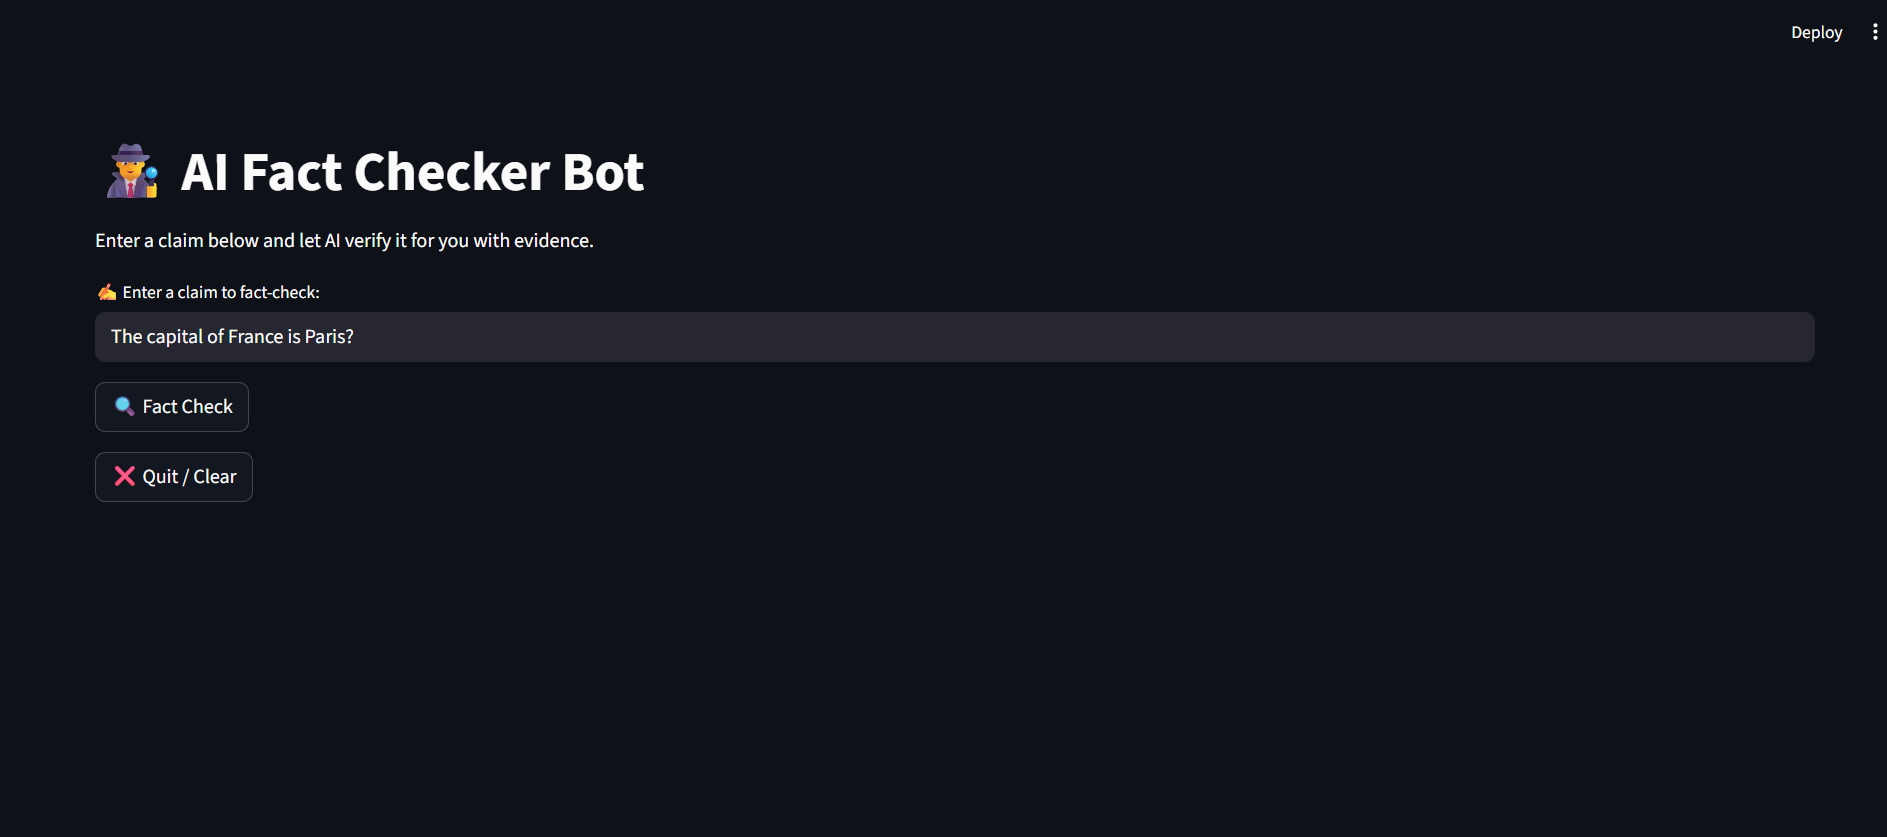 Deploy
AI Fact Checker Bot
Enter a claim below and let AI verify it for you with evidence.
Enter a claim to fact-check:
The capital of France is Paris?
Fact Check
Quit / Clear